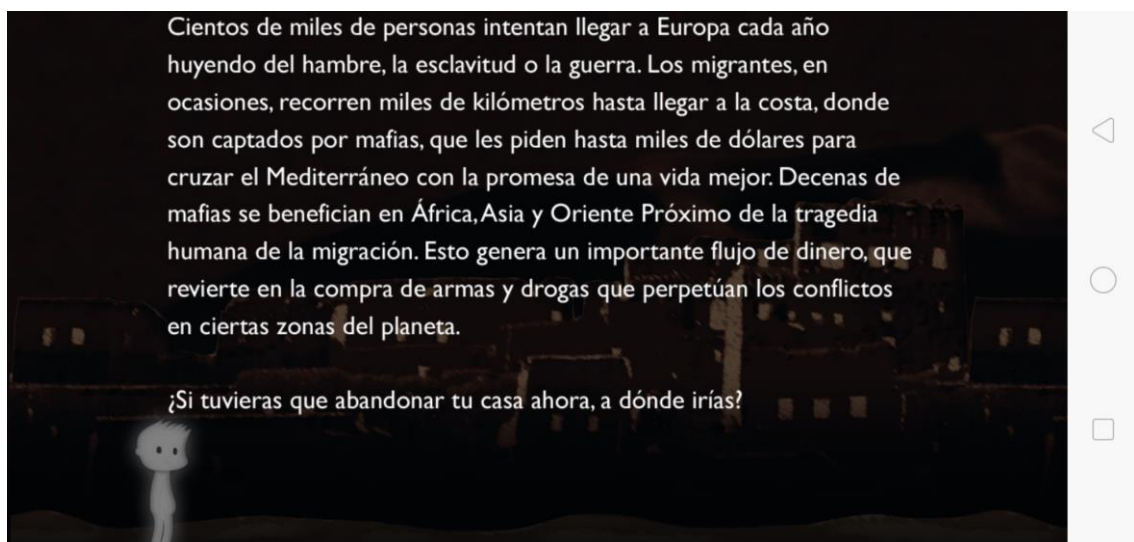 Cientos de miles de personas intentan llegar a Europa cada año
huyendo del hambre, la esclavitud o la guerra. Los migrantes, en
ocasiones, recorren miles de kilómetros hasta llegar a la costa, donde
son captados por mafias, que les piden hasta miles de dólares para
cruzar el Mediterráneo con la promesa de una vida mejor. Decenas de
mafias se benefician en África, Asia y Oriente Próximo de la tragedia
humana de la migración. Esto genera un importante flujo de dinero, que
revierte en la compra de armas y drogas que perpetúan los conflictos
en ciertas zonas del planeta.
¿Si tuvieras que abandonar tu casa ahora, a dónde irías?